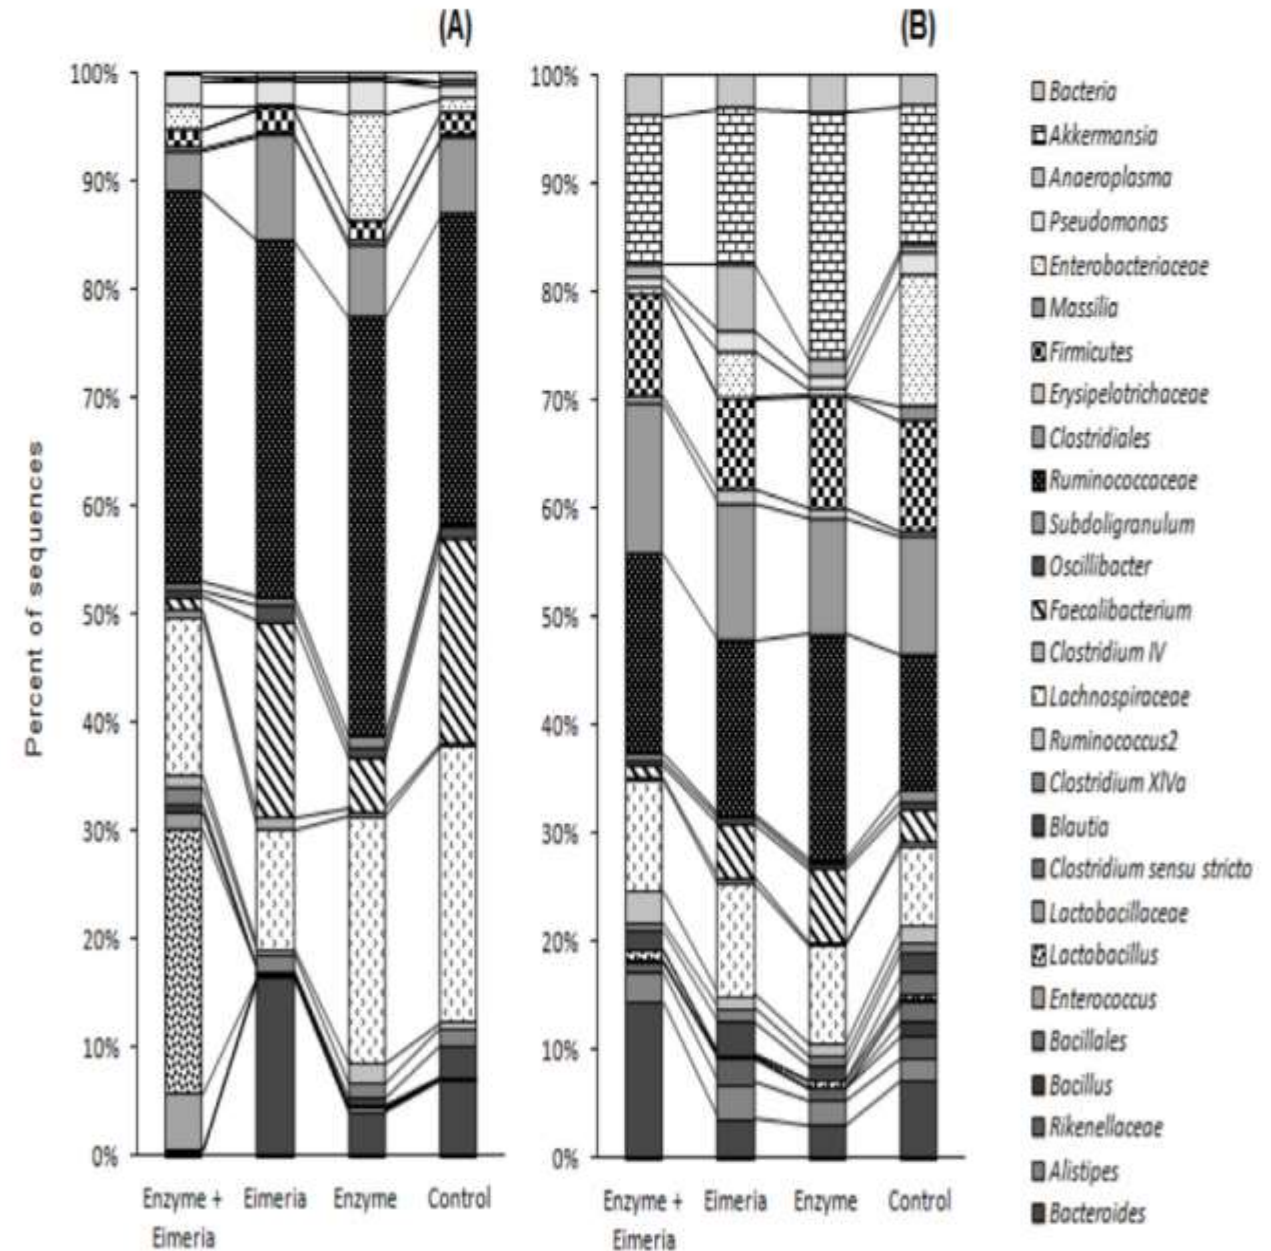 (A)
(B)
Percent of sequences
100%
90%
80%
70%
60%
50%
40%
30%
20%
10%
0%
Enzyme +
Eimeria
Eimeria
Enzyme
Control
100%
90%
80%
70%
60%
50%
40%
30%
20%
10%
0%
Enzyme +
Eimeria
Eimeria
Enzyme
Control
Bacteria
Akkermansia
Anaeroplasma
Pseudomonas
Enterobacteriaceae
Massilia
Firmicutes
Erysipelotrichaceae
Clostridiales
Ruminococcaceae
Subdoligranulum
Oscillibacter
Faecalibacterium
Clostridium IV
Lachnospiraceae
Ruminococcus2
Clostridium XlVa
Blautia
Clostridium sensu stricto
Lactobacillaceae
Lactobacillus
Enterococcus
Bacillales
Bacillus
Rikenellaceae
Alistipes
Bacteroides